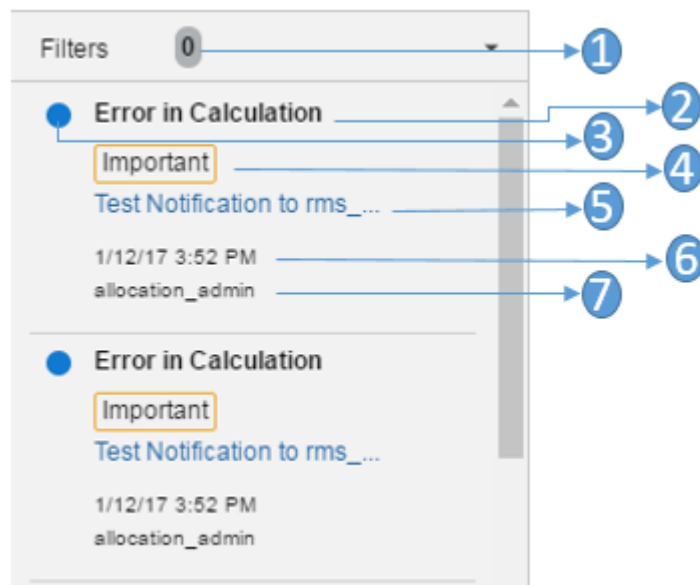 Filters 0 1
Error in Calculation 2
3
Important 4
Test Notification to rms_... 5
1/12/17 3:52 PM 6
allocation_admin 7
Error in Calculation
Important
Test Notification to rms_...
1/12/17 3:52 PM
allocation_admin